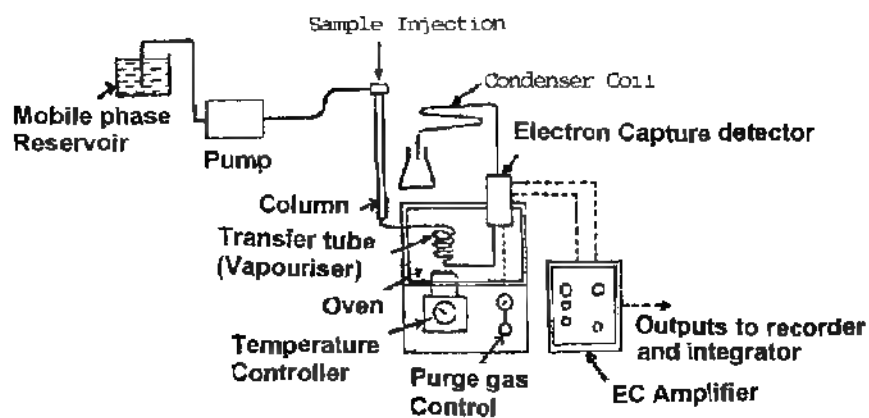 Sample Injection
Condenser Coil
Mobile phase
Reservoir
Pump
Electron Capture detector
Column
Transfer tube
(Vapouriser)
Oven
Temperature
Controller
Purge gas
Control
Outputs to recorder
and integrator
EC Amplifier